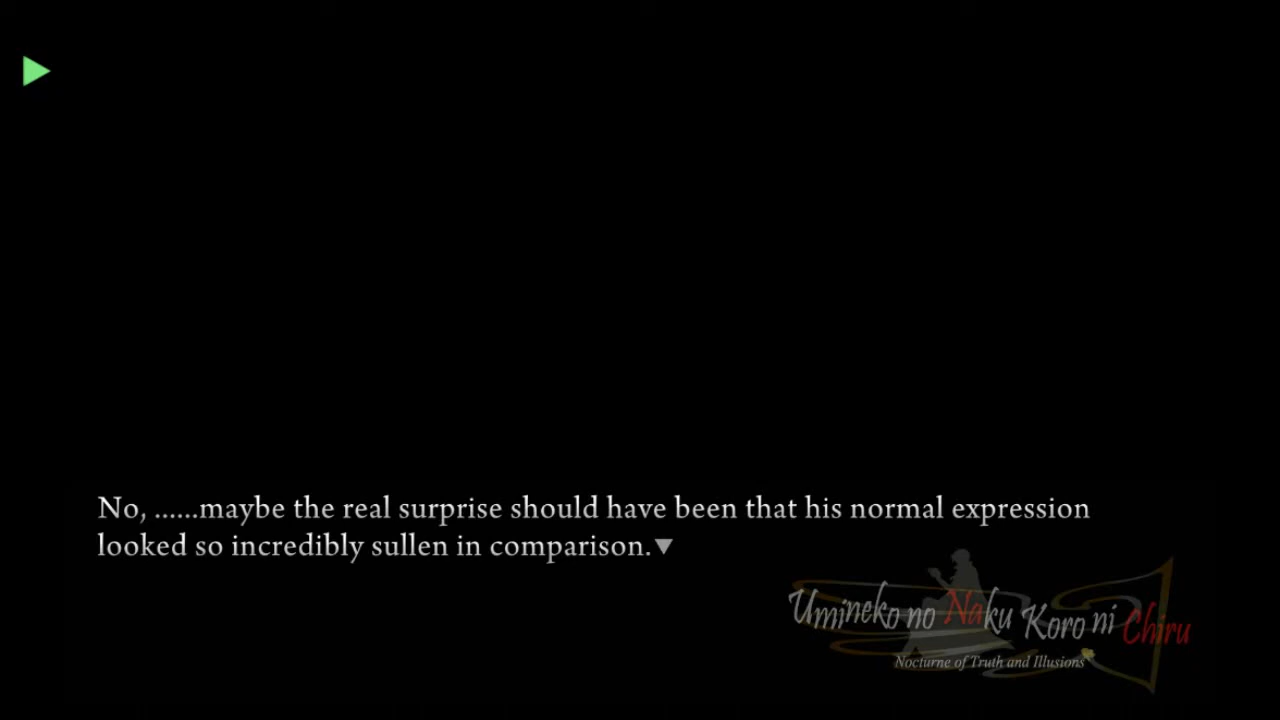 No, ......maybe the real surprise should have been that his normal expression
looked so incredibly sullen in comparison.
Umineko no Naku Koro ni Chiru
Nocturne of Truth and Illusions